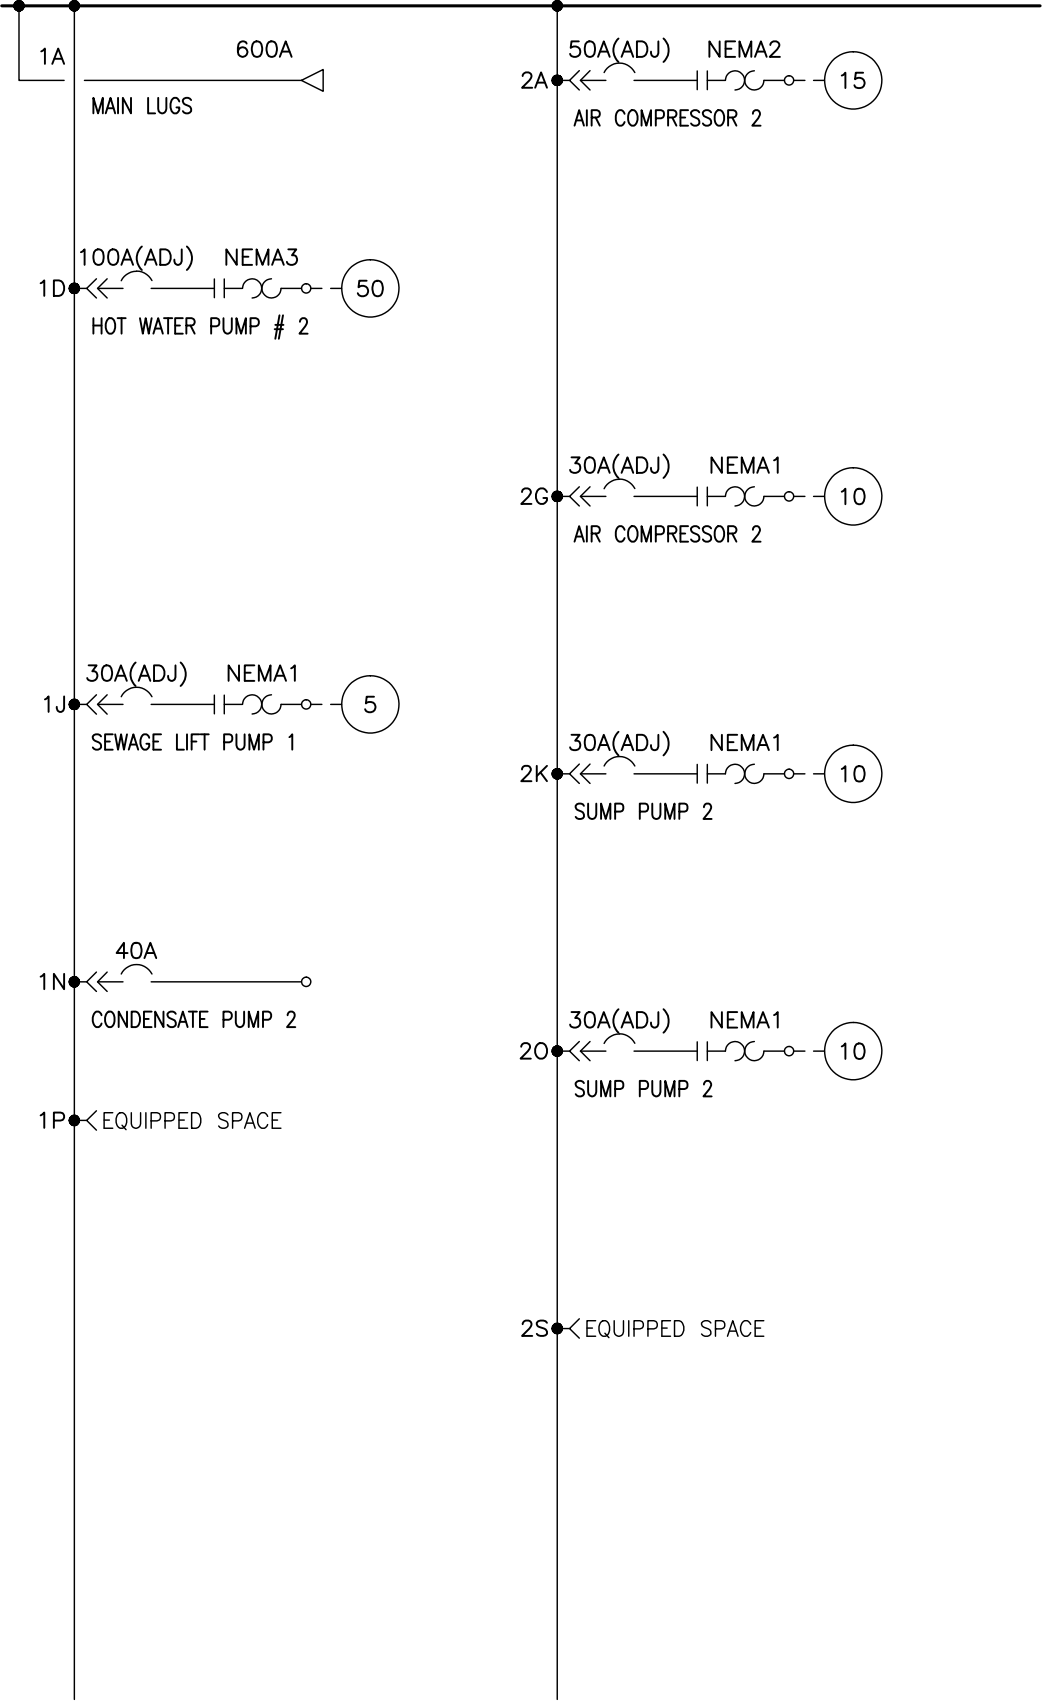 1A
600A
MAIN LUGS
100A(ADJ) NEMA3
1D
50
HOT WATER PUMP # 2
30A(ADJ) NEMA1
1J
5
SEWAGE LIFT PUMP 1
40A
1N
CONDENSATE PUMP 2
1P EQUIPPED SPACE
50A(ADJ) NEMA2
2A
15
AIR COMPRESSOR 2
30A(ADJ) NEMA1
2G
10
AIR COMPRESSOR 2
30A(ADJ) NEMA1
2K
10
SUMP PUMP 2
30A(ADJ) NEMA1
2O
10
SUMP PUMP 2
2S EQUIPPED SPACE